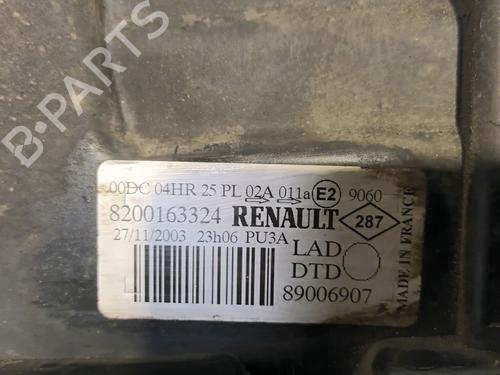 B-PARTS
00DC 04HR 25 PL 02A 011a E2 9060
8200163324 RENAULT 287
27/11/2003 23h06 PU3A LAD
DTD
89006907
MADE IN FRANCE